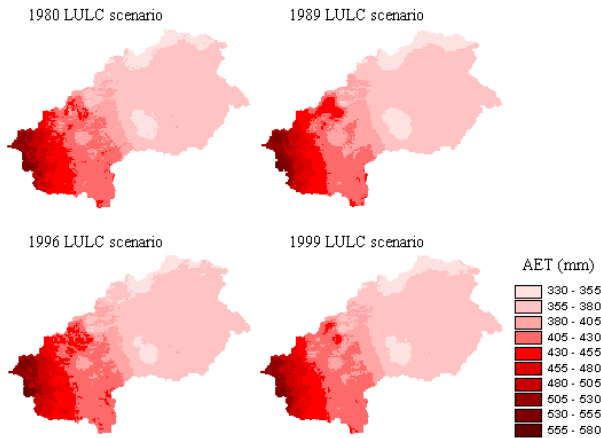 1980 LULC scenario
1989 LULC scenario
1996 LULC scenario
1999 LULC scenario
AET (mm)
330 - 355
355 - 380
380 - 405
405 - 430
430 - 455
455 - 480
480 - 505
505 - 530
530 - 555
555 - 580